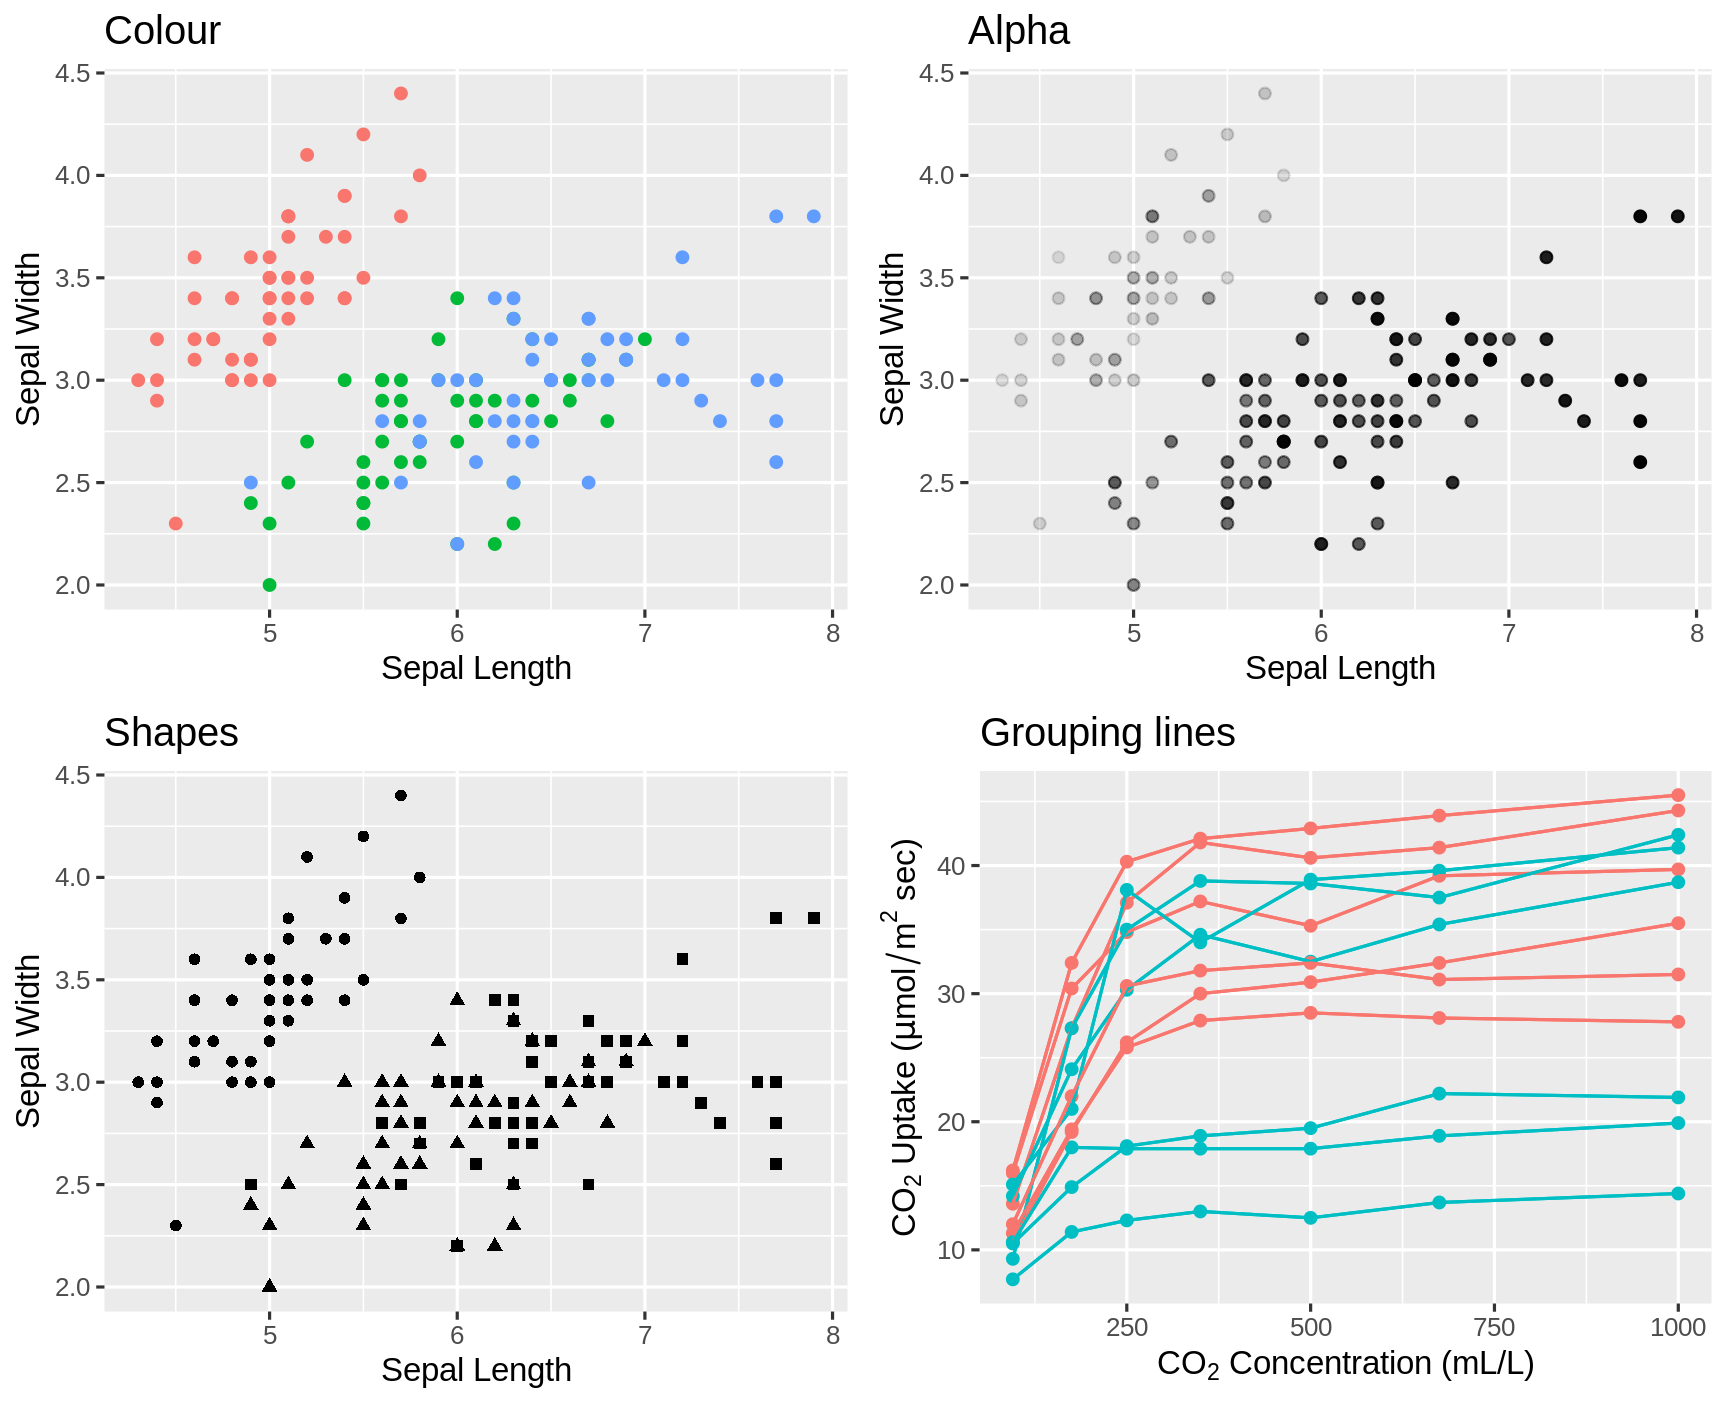 Colour
4.5
4.0
3.5
3.0
2.5
2.0
Sepal Width
5 6 7 8
Sepal Length
Alpha
4.5
4.0
3.5
3.0
2.5
2.0
Sepal Width
5 6 7 8
Sepal Length
Shapes
4.5
4.0
3.5
3.0
2.5
2.0
Sepal Width
5 6 7 8
Sepal Length
Grouping lines
40
30
20
10
CO₂ Uptake (μmol/m² sec)
250 500 750 1000
CO₂ Concentration (mL/L)